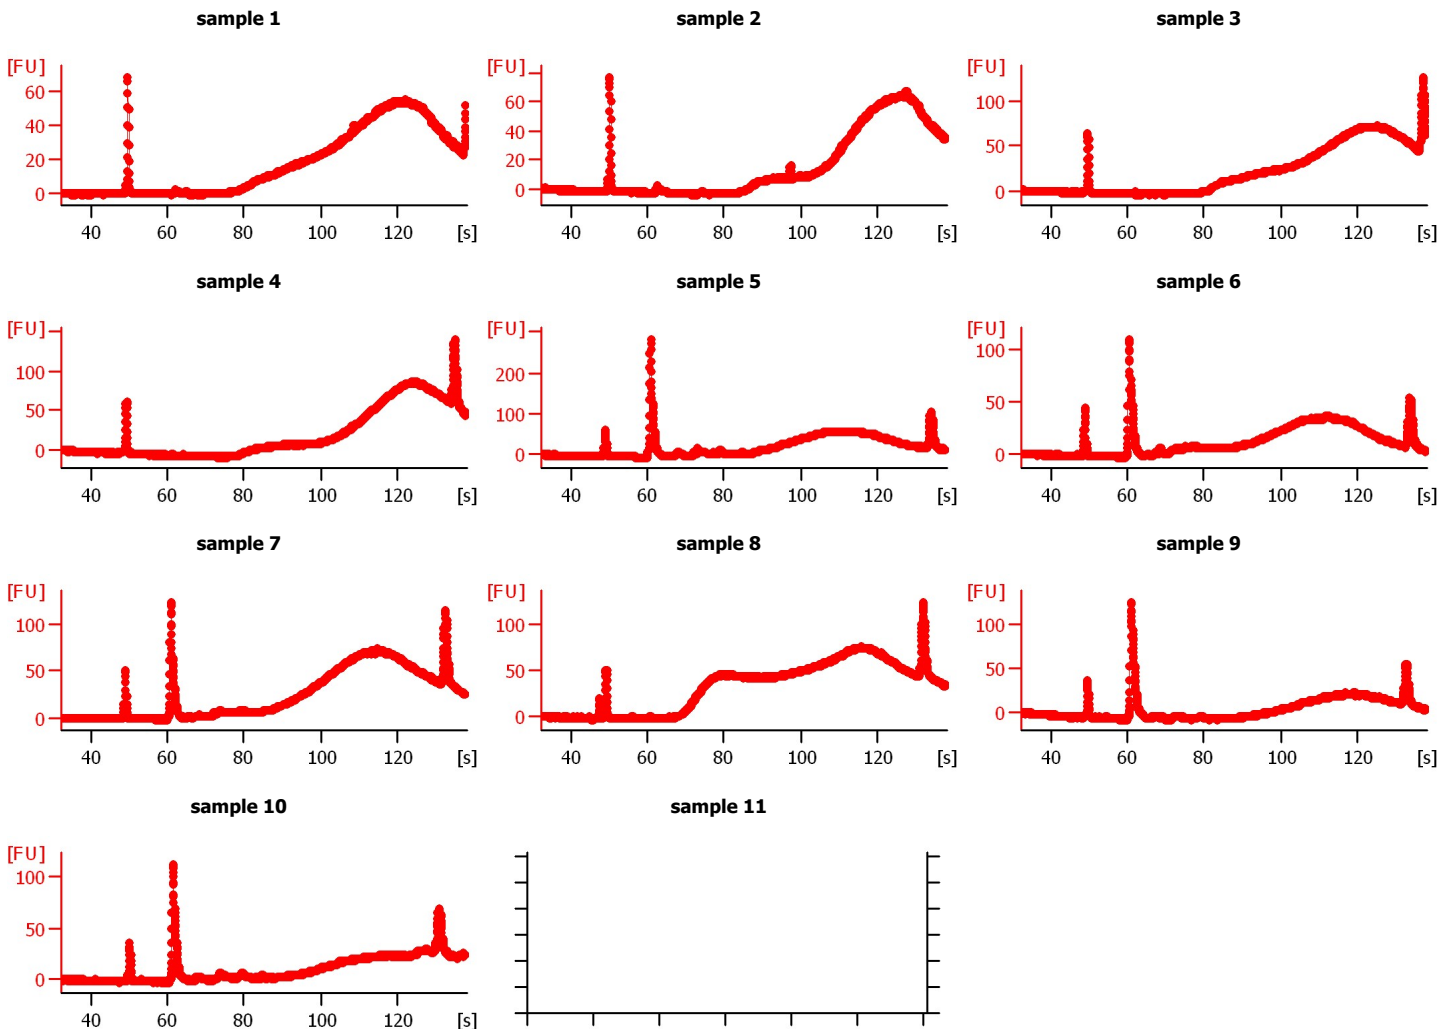 sample 1 sample 2 sample 3
[FU] [FU] [FU]
60 60 100
40 40 50
20 20 0
0 0
40 60 80 100 120 [s] 40 60 80 100 120 [s] 40 60 80 100 120 [s]
sample 4 sample 5 sample 6
[FU] [FU] [FU]
100 200 100
50 100 50
0 0 0
40 60 80 100 120 [s] 40 60 80 100 120 [s] 40 60 80 100 120 [s]
sample 7 sample 8 sample 9
[FU] [FU] [FU]
100 100 100
50 50 50
0 0 0
40 60 80 100 120 [s] 40 60 80 100 120 [s] 40 60 80 100 120 [s]
sample 10 sample 11
[FU]
100
50
0
40 60 80 100 120 [s]